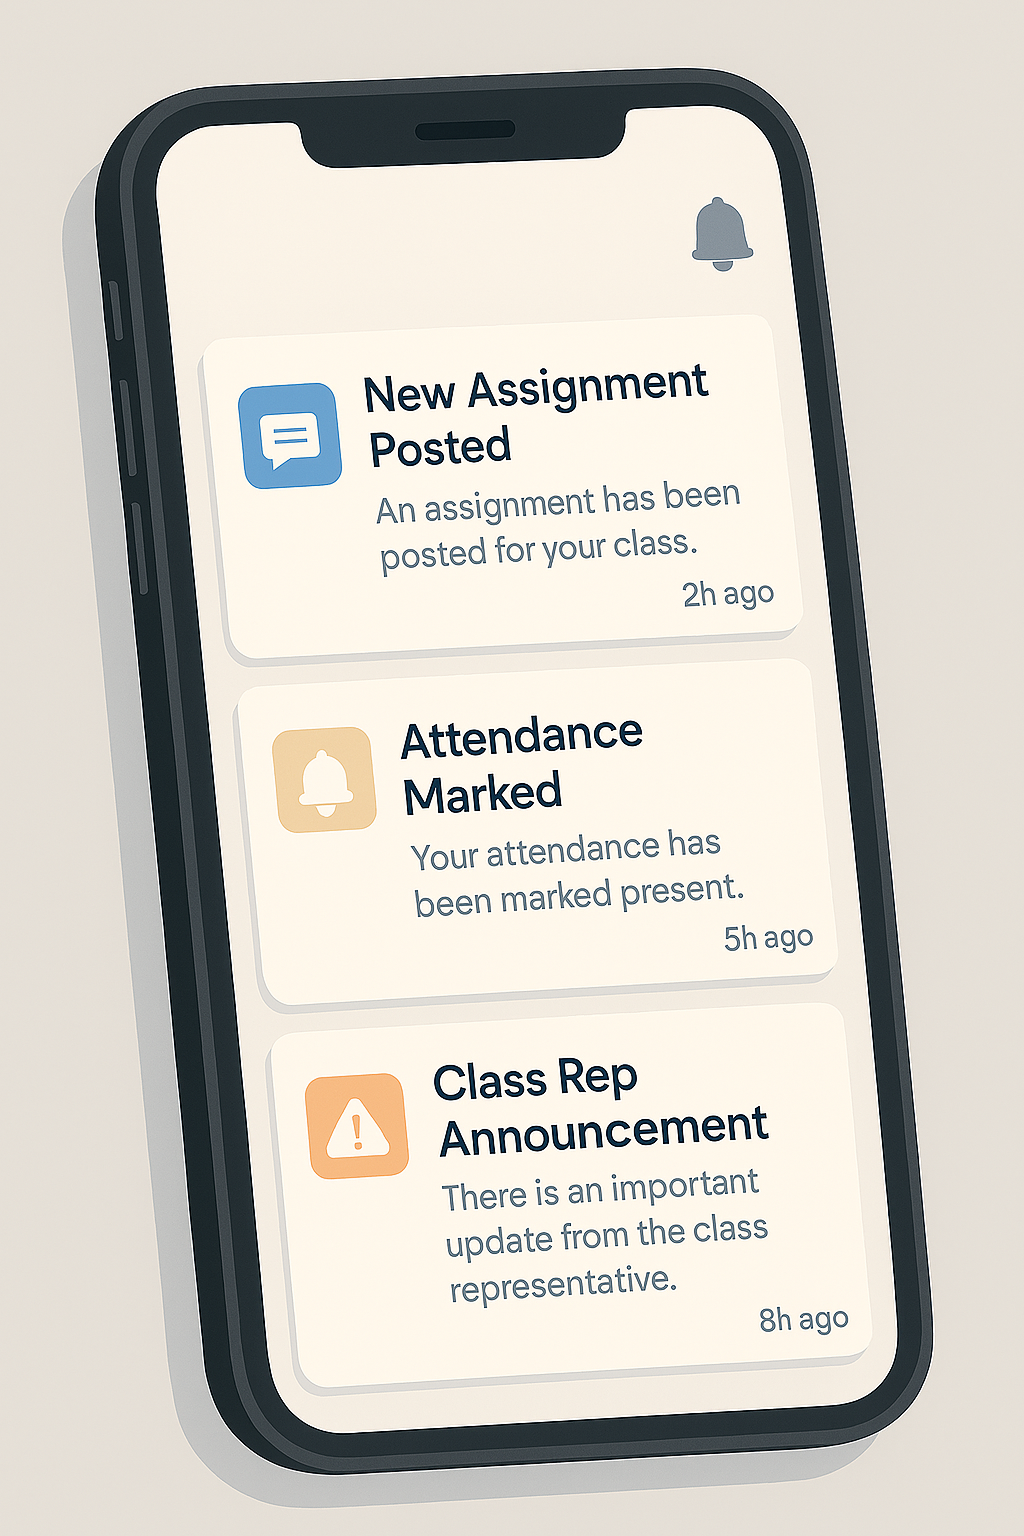 New Assignment
Posted
An assignment has been
posted for your class.
2h ago
Attendance
Marked
Your attendance has
been marked present.
5h ago
Class Rep
Announcement
There is an important
update from the class
representative.
8h ago